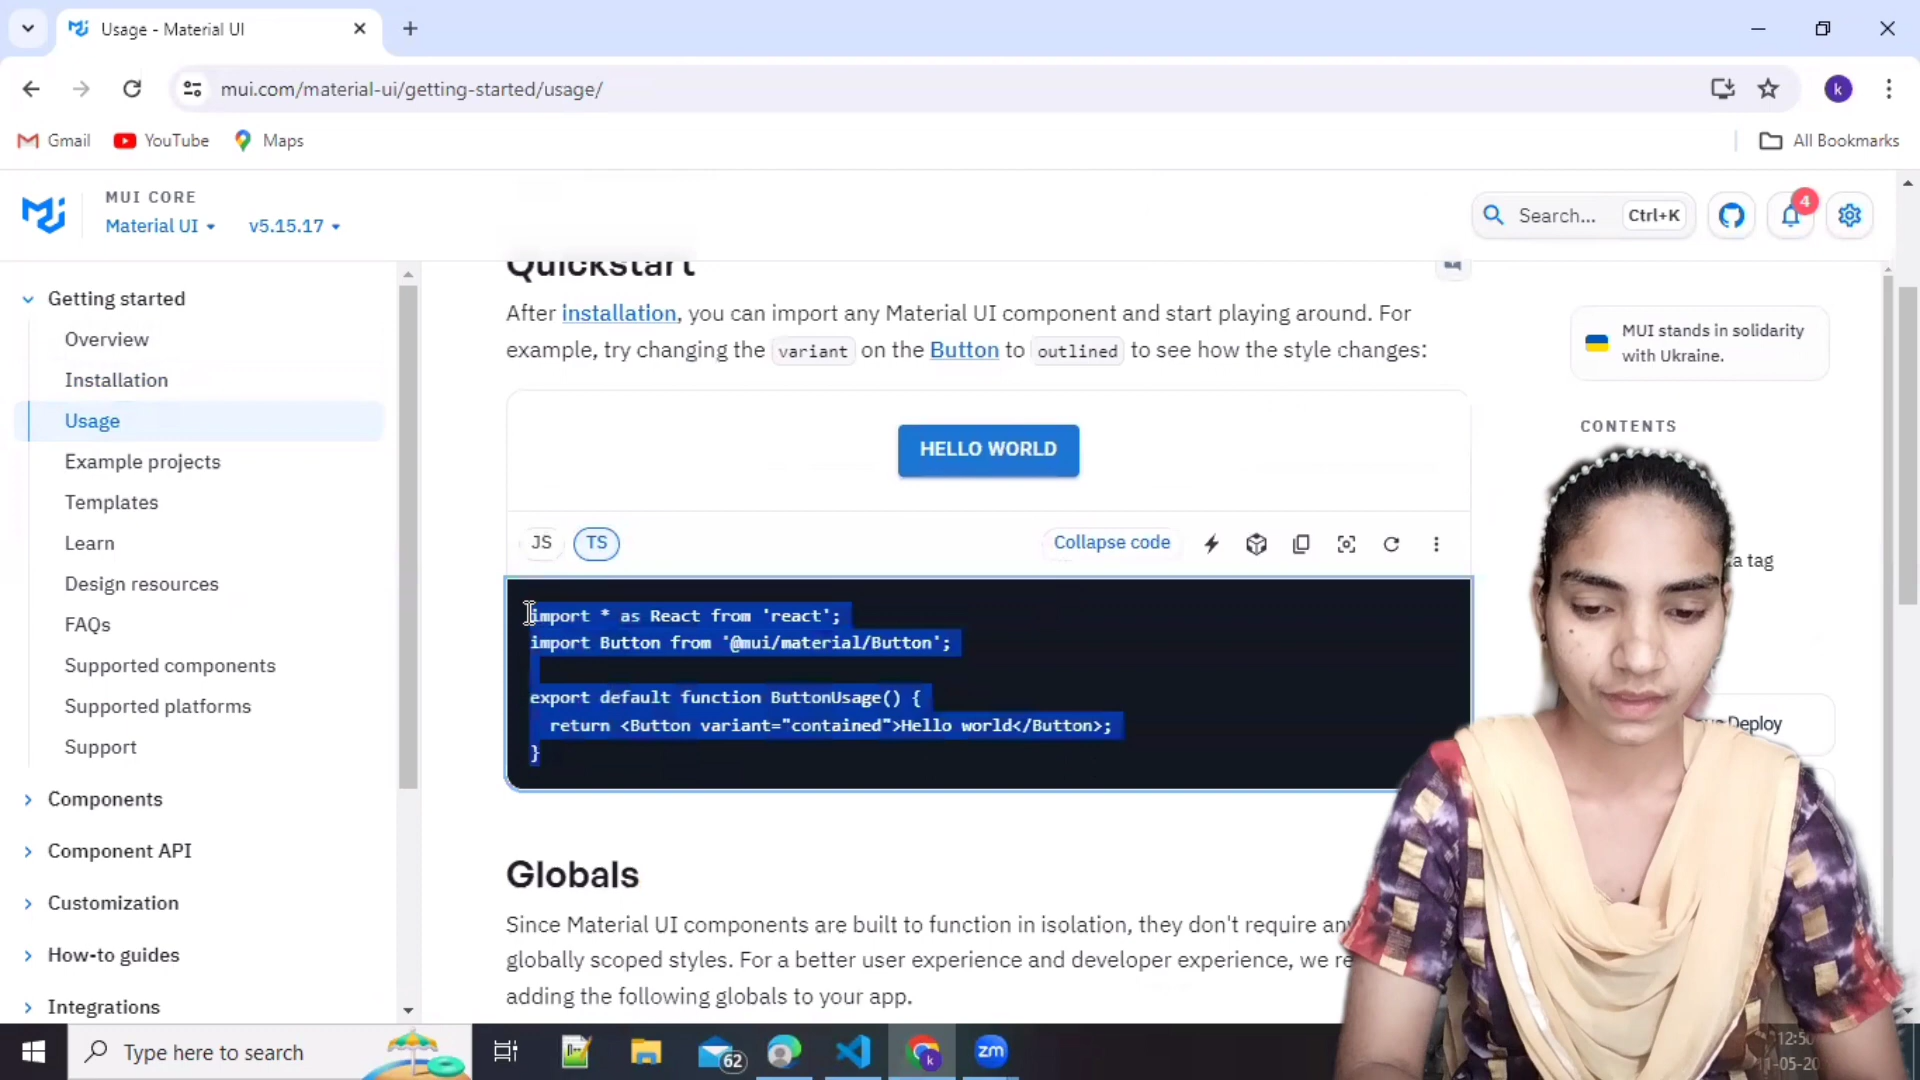 Usage - Material UI
mui.com/material-ui/getting-started/usage/
k
Gmail
YouTube
Maps
All Bookmarks
MUI CORE
Material UI
v5.15.17
Search...
Ctrl+K
4
Getting started
Overview
Installation
Usage
Example projects
Templates
Learn
Design resources
FAQs
Supported components
Supported platforms
Support
Components
Component API
Customization
How-to guides
Integrations
Quickstart
After installation, you can import any Material UI component and start playing around. For
example, try changing the variant on the Button to outlined to see how the style changes:
HELLO WORLD
JS
TS
Collapse code
import * as React from 'react';
import Button from '@mui/material/Button';
export default function ButtonUsage() {
return <Button variant="contained">Hello world</Button>;
}
Globals
Since Material UI components are built to function in isolation, they don't require any
globally scoped styles. For a better user experience and developer experience, we re
adding the following globals to your app.
MUI stands in solidarity
with Ukraine.
CONTENTS
a tag
Deploy
Type here to search
62
k
zm
12:50